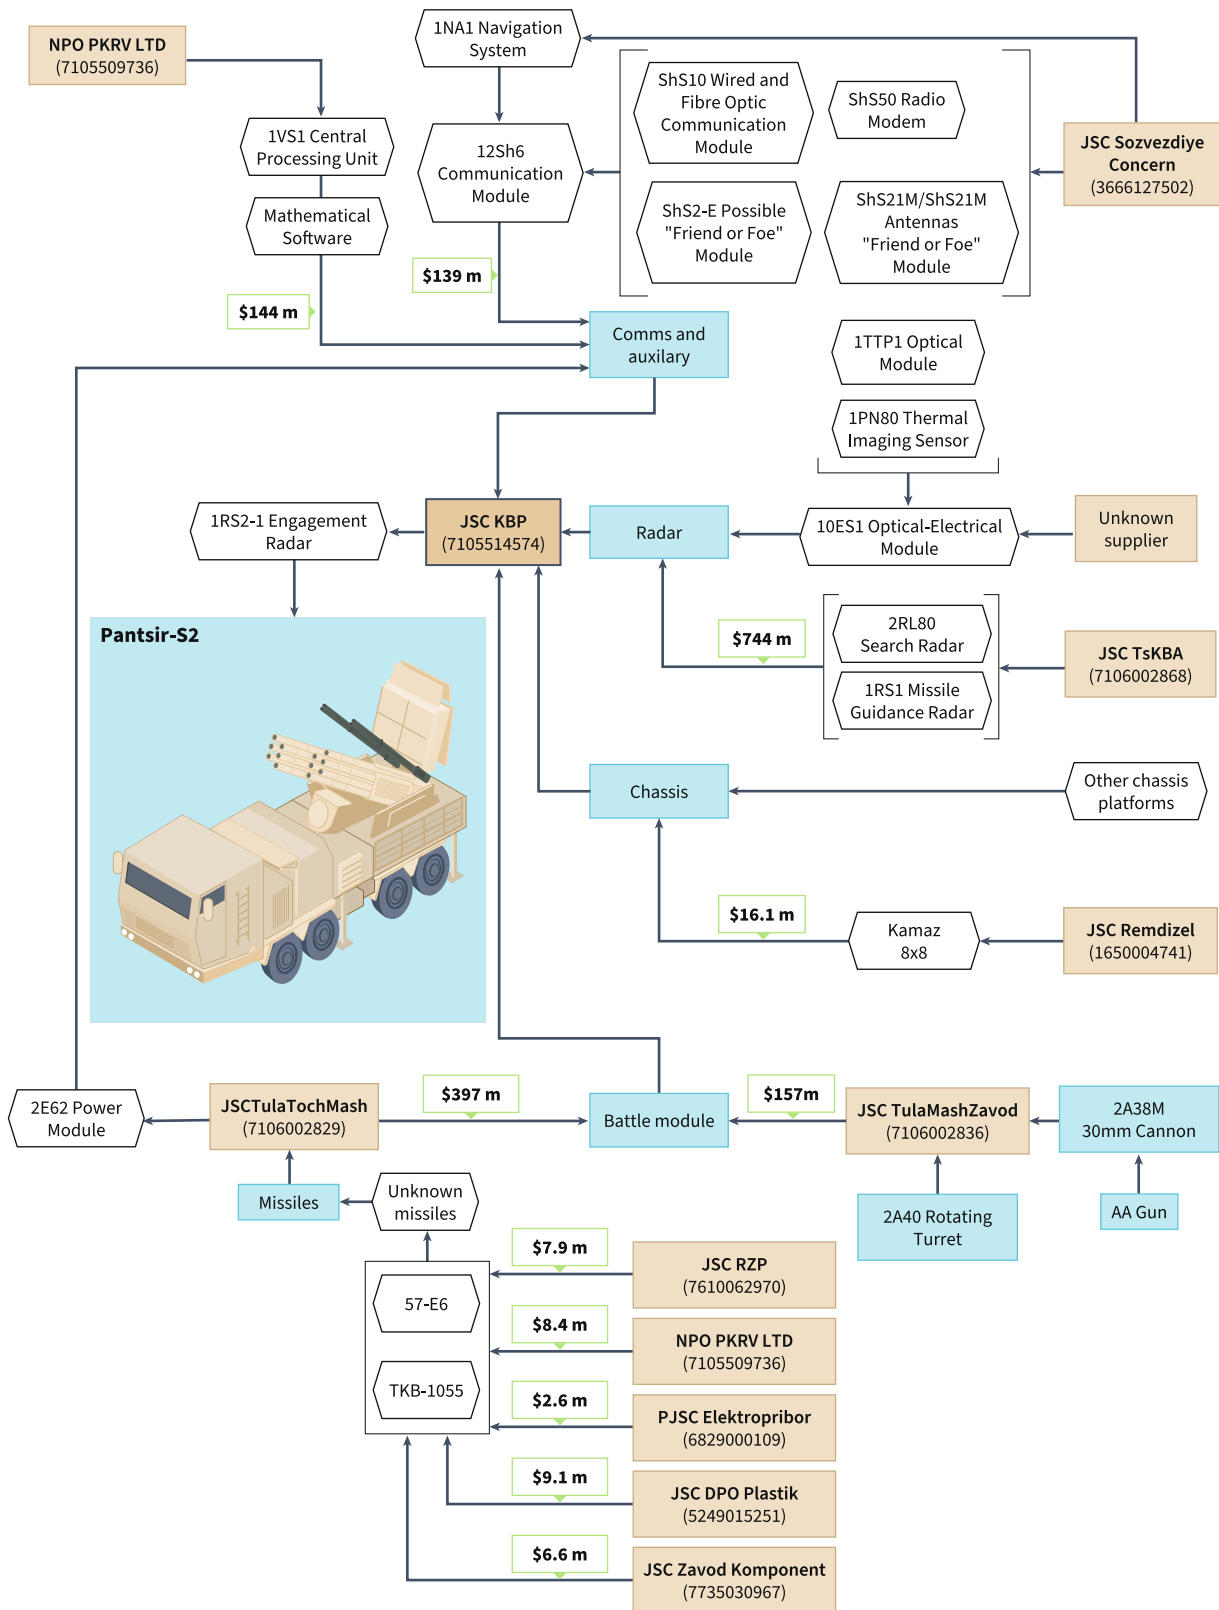 NPO PKRV LTD
(7105509736)
1NA1 Navigation
System
ShS10 Wired and
Fibre Optic
Communication
Module
ShS50 Radio
Modem
JSC Sozvezdiye
Concern
(3666127502)
1VS1 Central
Processing Unit
12Sh6
Communication
Module
Mathematical
Software
ShS2-E Possible
"Friend or Foe"
Module
ShS21M/ShS21M
Antennas
"Friend or Foe"
Module
$139 m
$144 m
Comms and
auxilary
1TTP1 Optical
Module
1PN80 Thermal
Imaging Sensor
1RS2-1 Engagement
Radar
JSC KBP
(7105514574)
Radar
10ES1 Optical-Electrical
Module
Unknown
supplier
Pantsir-S2
$744 m
2RL80
Search Radar
1RS1 Missile
Guidance Radar
JSC TsKBA
(7106002868)
Chassis
Other chassis
platforms
$16.1 m
Kamaz
8x8
JSC Remdizel
(1650004741)
2E62 Power
Module
JSCTulaTochMash
(7106002829)
$397 m
Battle module
$157m
JSC TulaMashZavod
(7106002836)
2A38M
30mm Cannon
Missiles
Unknown
missiles
2A40 Rotating
Turret
AA Gun
57-E6
TKB-1055
$7.9 m
JSC RZP
(7610062970)
$8.4 m
NPO PKRV LTD
(7105509736)
$2.6 m
PJSC Elektropribor
(6829000109)
$9.1 m
JSC DPO Plastik
(5249015251)
$6.6 m
JSC Zavod Komponent
(7735030967)